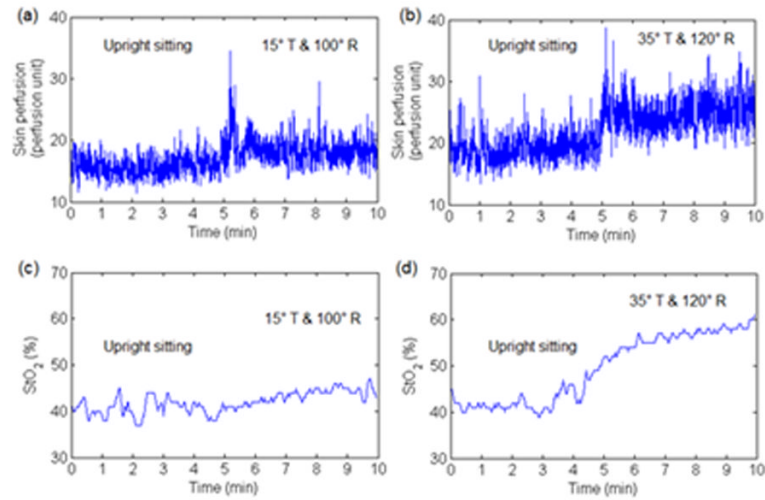 (a)
Upright sitting
15° T & 100° R
Skin perfusion
(perfusion unit)
40
30
20
10
0 1 2 3 4 5 6 7 8 9 10
Time (min)
(b)
Upright sitting
35° T & 120° R
Skin perfusion
(perfusion unit)
40
30
20
10
0 1 2 3 4 5 6 7 8 9 10
Time (min)
(c)
Upright sitting
15° T & 100° R
StO₂ (%)
70
60
50
40
30
0 1 2 3 4 5 6 7 8 9 10
Time (min)
(d)
Upright sitting
35° T & 120° R
StO₂ (%)
70
60
50
40
30
0 1 2 3 4 5 6 7 8 9 10
Time (min)